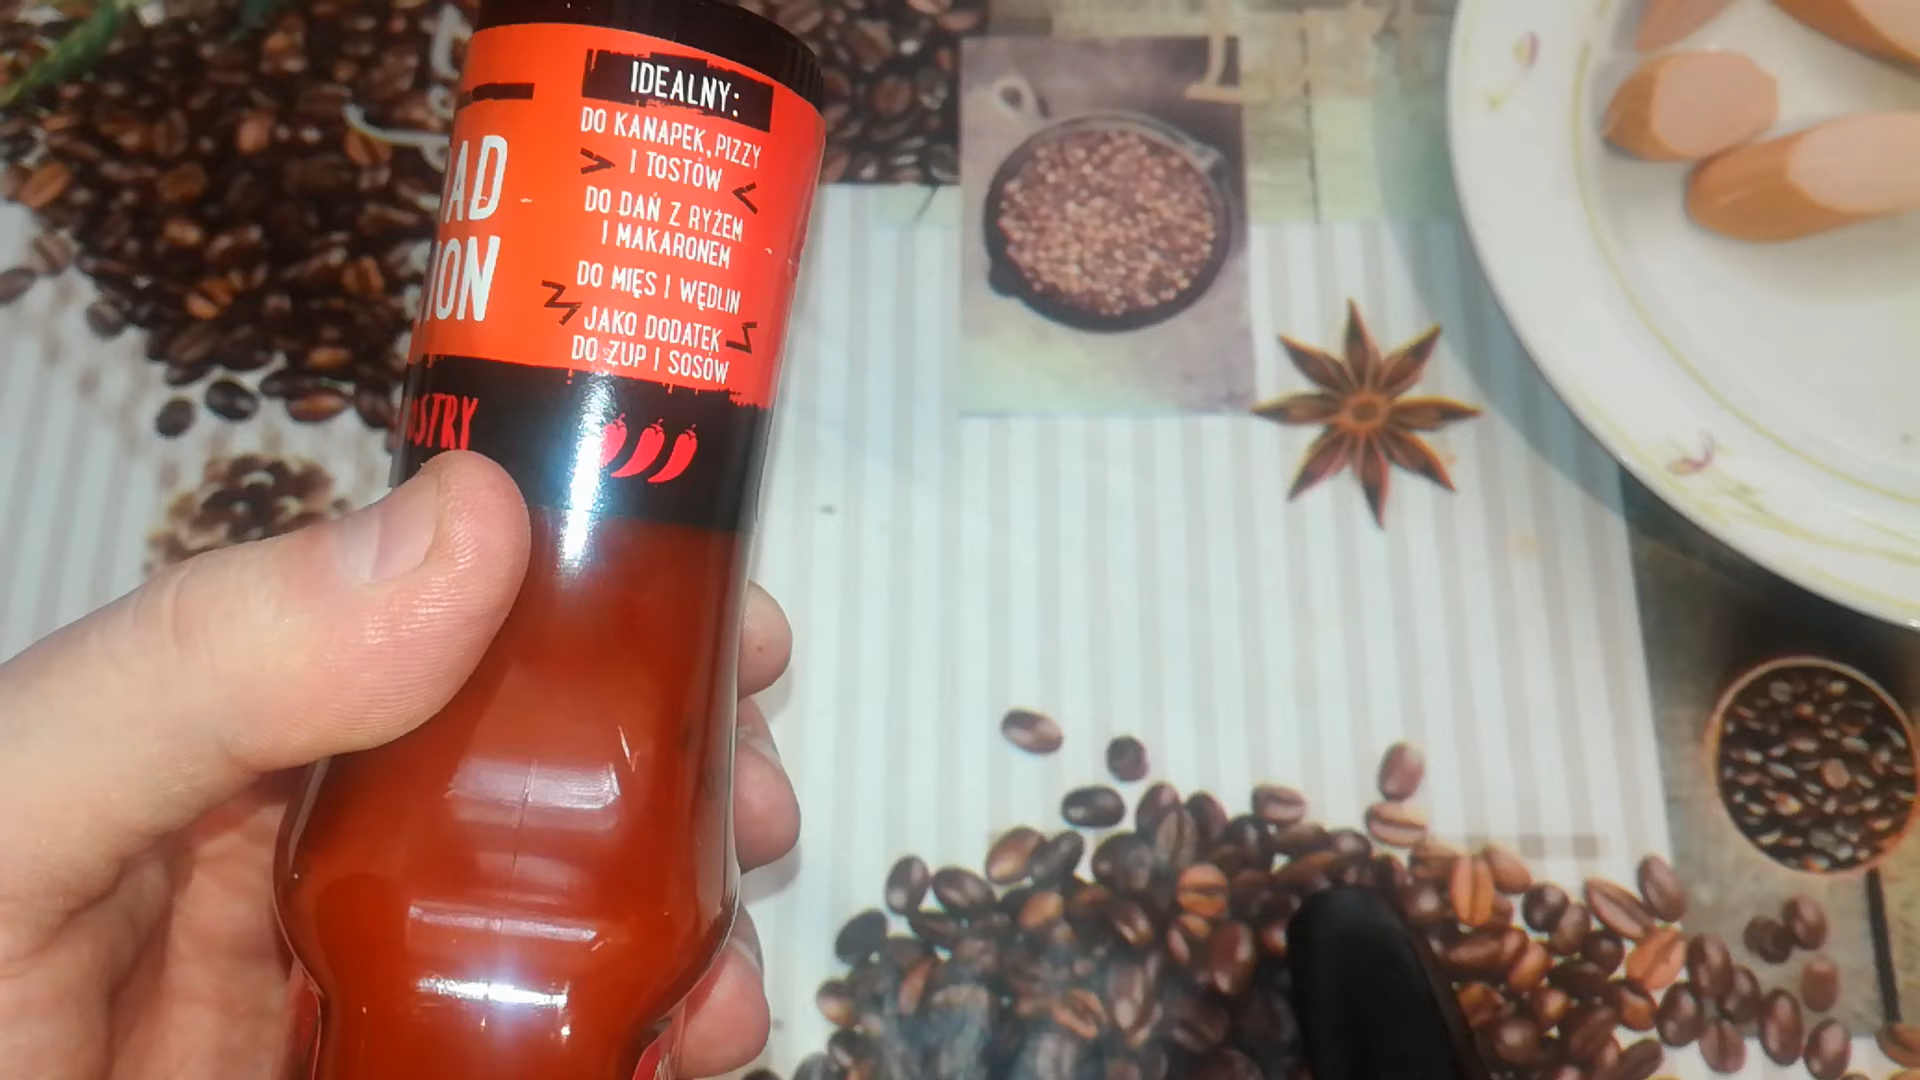 IDEALNY:
DO KANAPEK, PIZZY
I TOSTÓW
DO DAŃ Z RYŻEM
I MAKARONEM
DO MIĘS I WĘDLIN
JAKO DODATEK
DO ZUP I SOSÓW